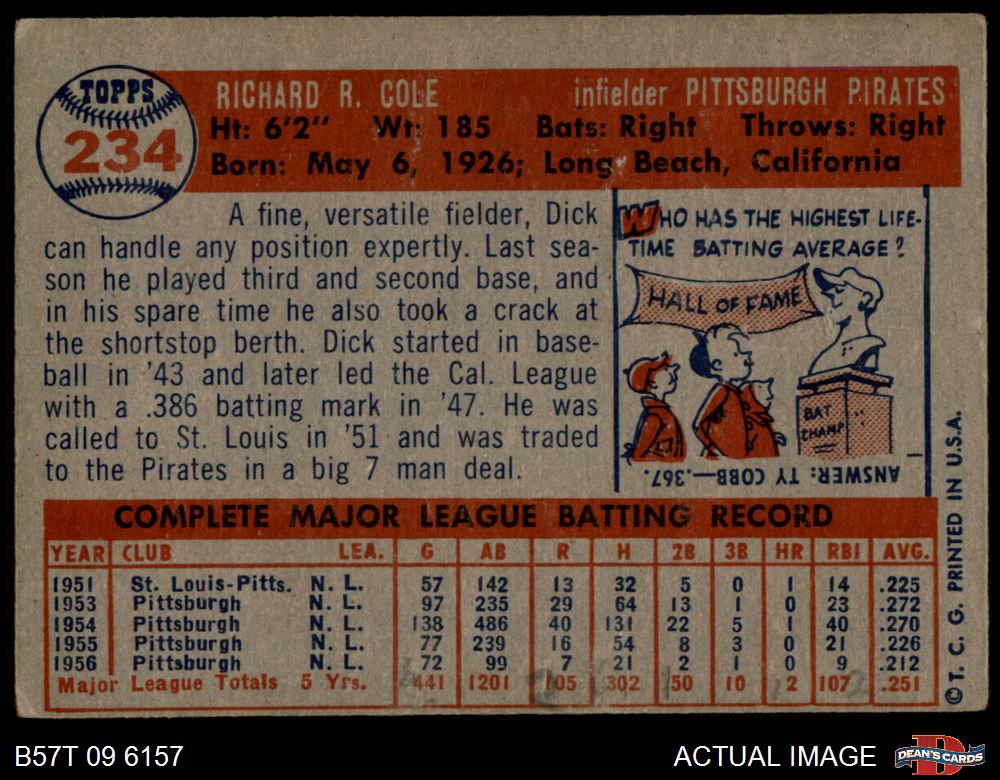 TOPPS
234
RICHARD R. COLE infielder PITTSBURGH PIRATES
Ht: 6'2" Wt: 185 Bats: Right Throws: Right
Born: May 6, 1926; Long Beach, California
A fine, versatile fielder, Dick
can handle any position expertly. Last sea-
son he played third and second base, and
in his spare time he also took a crack at
the shortstop berth. Dick started in base-
ball in '43 and later led the Cal. League
with a .386 batting mark in '47. He was
called to St. Louis in '51 and was traded
to the Pirates in a big 7 man deal.
WHO HAS THE HIGHEST LIFE-
TIME BATTING AVERAGE?
HALL OF FAME
BAT
CHAMP
ANSWER: TY COBB—.367.
COMPLETE MAJOR LEAGUE BATTING RECORD
YEAR CLUB LEA. G AB R H 2B 3B HR RBI AVG.
1951 St. Louis-Pitts. N. L. 57 142 13 32 5 0 1 14 .225
1953 Pittsburgh N. L. 97 235 29 64 13 1 0 23 .272
1954 Pittsburgh N. L. 138 486 40 131 22 5 1 40 .270
1955 Pittsburgh N. L. 77 239 16 54 8 3 0 21 .226
1956 Pittsburgh N. L. 72 99 7 21 2 1 0 9 .212
Major League Totals 5 Yrs. 441 1201 105 302 50 10 2 107 .251
©T. C. G. PRINTED IN U.S.A.
B57T 09 6157
ACTUAL IMAGE
DEAN'S CARDS